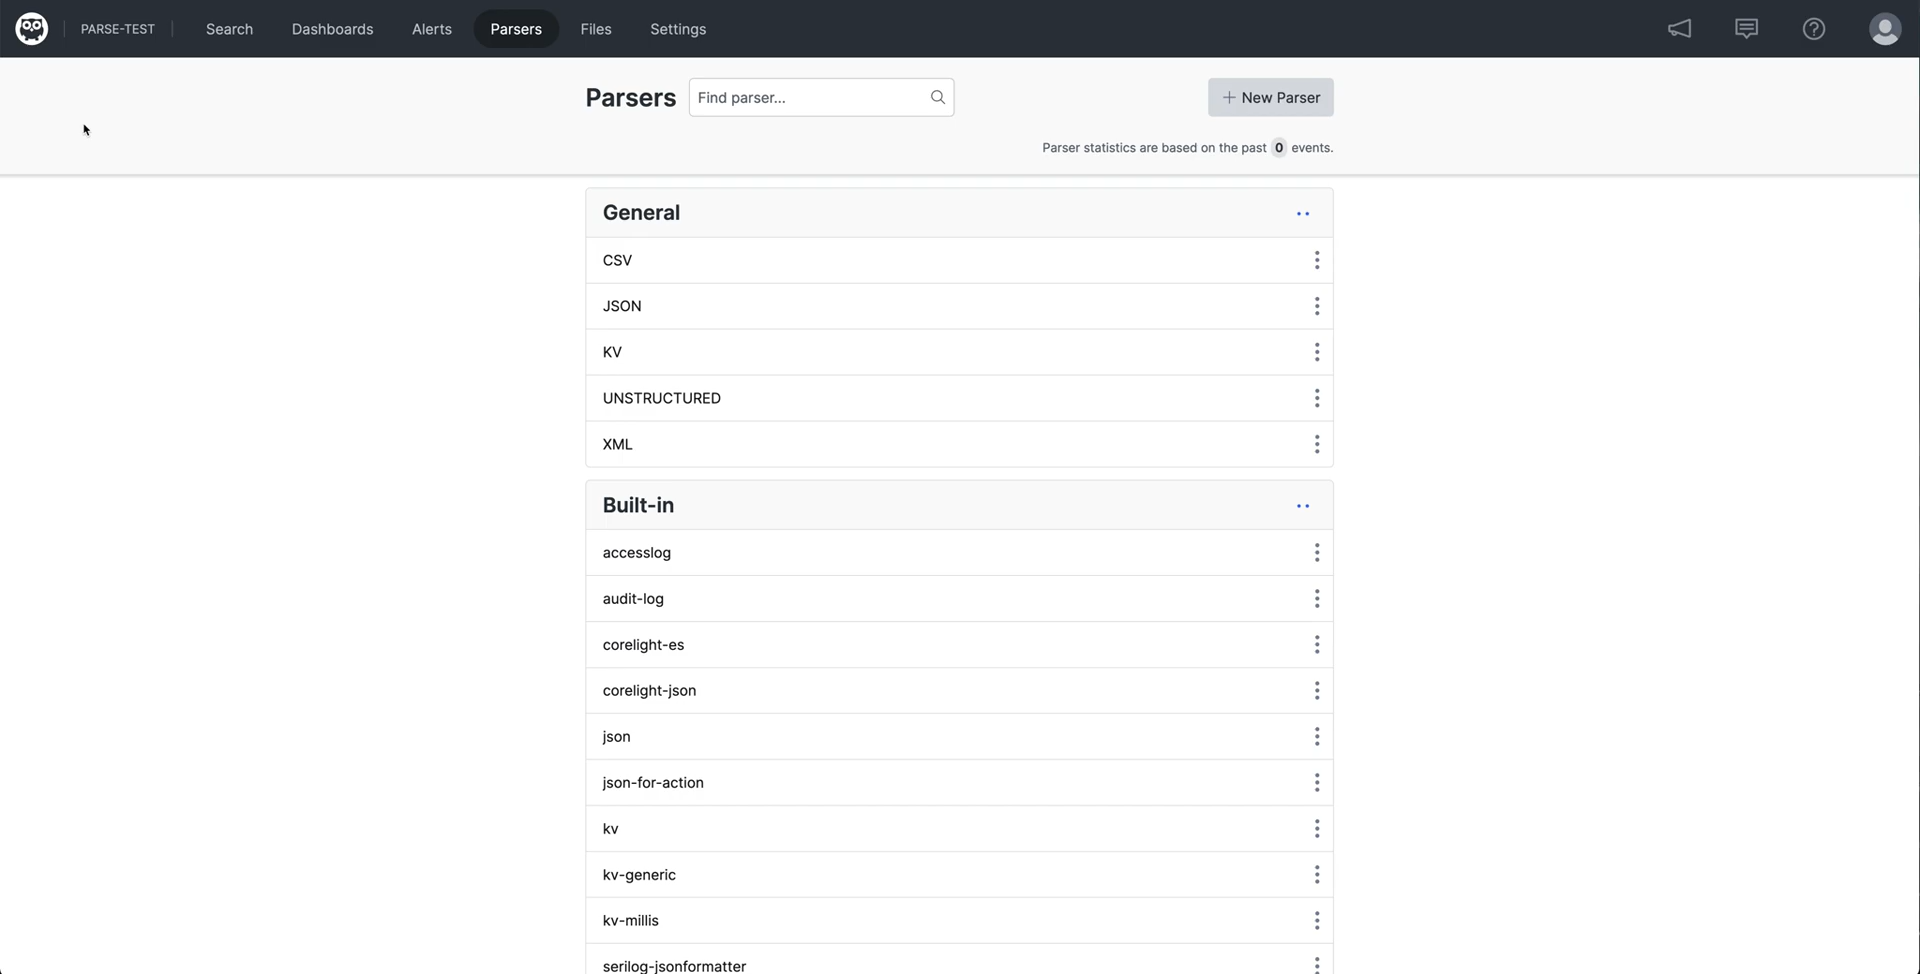 PARSE-TEST Search Dashboards Alerts Parsers Files Settings
Parsers Find parser... + New Parser
Parser statistics are based on the past 0 events.
General
CSV
JSON
KV
UNSTRUCTURED
XML
Built-in
accesslog
audit-log
corelight-es
corelight-json
json
json-for-action
kv
kv-generic
kv-millis
serilog-jsonformatter